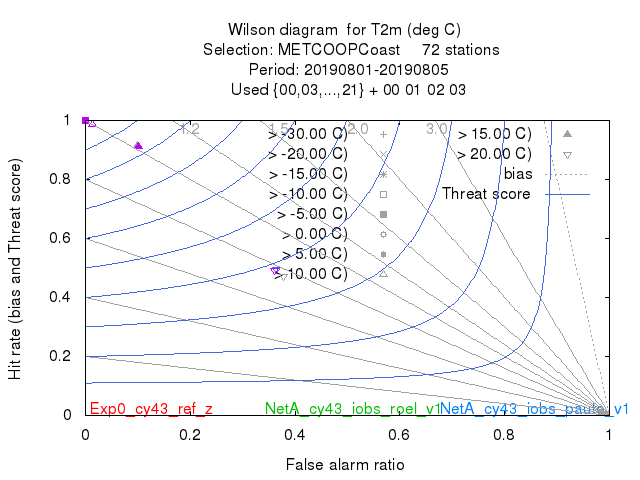 Wilson diagram for T2m (deg C)
Selection: METCOOPCoast 72 stations
Period: 20190801-20190805
Used {00,03,...,21} + 00 01 02 03
Hit rate (bias and Threat score)
1
0.8
0.6
0.4
0.2
0
1.2
1.5
2.0
3.0
> -30.00 C)
> -20.00 C)
> -15.00 C)
> -10.00 C)
> -5.00 C)
> 0.00 C)
> 5.00 C)
> 10.00 C)
> 15.00 C)
> 20.00 C)
bias
Threat score
Exp0_cy43_ref_z NetA_cy43_iobs_roel_v1 NetA_cy43_iobs_paulo_v1
0 0.2 0.4 0.6 0.8 1
False alarm ratio